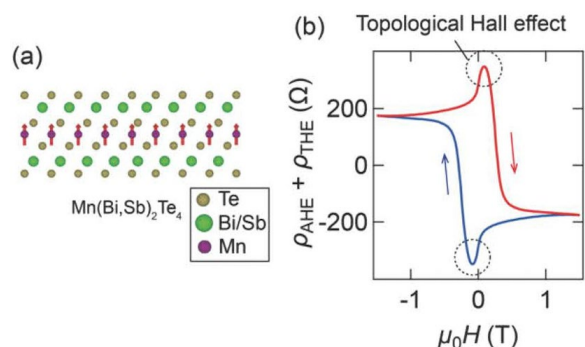 (a)
Mn(Bi,Sb)₂Te₄
Te
Bi/Sb
Mn
(b)
Topological Hall effect
ρAHE + ρTHE (Ω)
200
0
-200
-1
0
1
μ₀H (T)